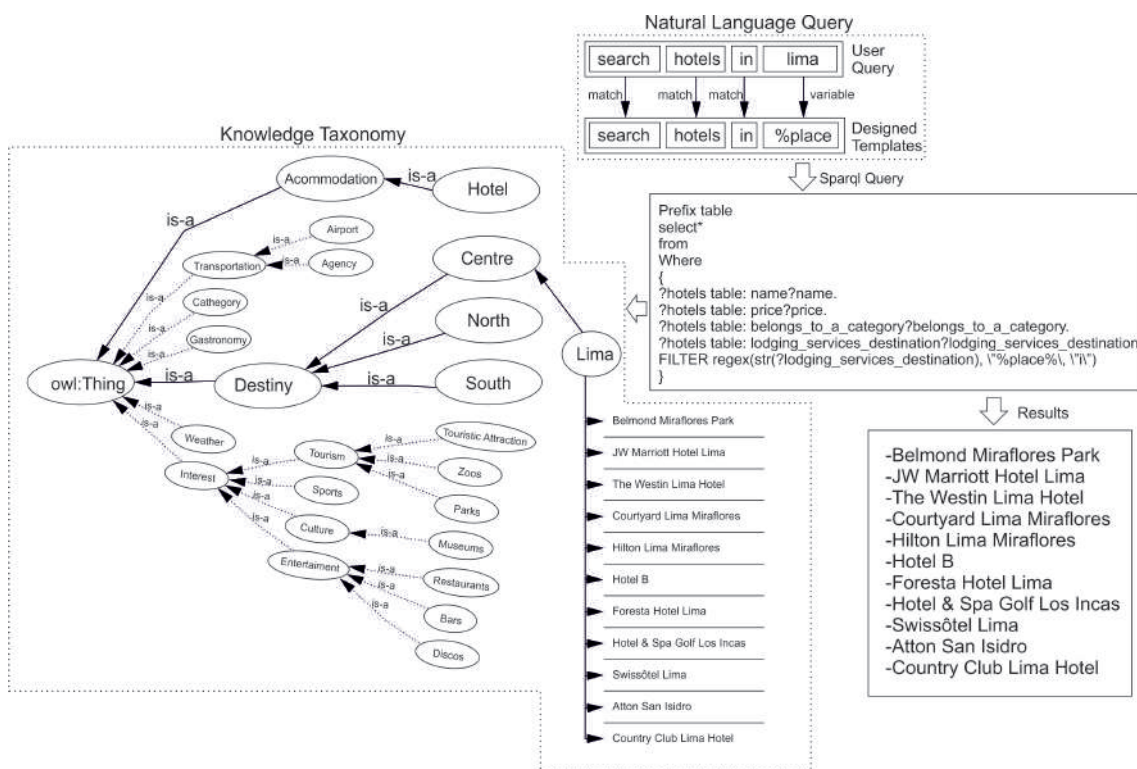 Natural Language Query
search hotels in lima
User
Query
match match match variable
search hotels in %place
Designed
Templates
Sparql Query
Prefix table
select*
from
Where
{
?hotels table: name?name.
?hotels table: price?price.
?hotels table: belongs_to_a_category?belongs_to_a_category.
?hotels table: lodging_services_destination?lodging_services_destination
FILTER regex(str(?lodging_services_destination), \"%place%\, \"i\")
}
Results
-Belmond Miraflores Park
-JW Marriott Hotel Lima
-The Westin Lima Hotel
-Courtyard Lima Miraflores
-Hilton Lima Miraflores
-Hotel B
-Foresta Hotel Lima
-Hotel & Spa Golf Los Incas
-Swissôtel Lima
-Atton San Isidro
-Country Club Lima Hotel
Knowledge Taxonomy
Acommodation
is-a
Hotel
is-a
is-a
Airport
Transportation
is-a
Agency
is-a
Cathegory
is-a
Gastronomy
is-a
owl:Thing
is-a
Destiny
is-a
Centre
is-a
North
is-a
South
Lima
Weather
is-a
Interest
is-a
Tourism
is-a
Touristic Attraction
is-a
Zoos
is-a
Parks
is-a
Sports
is-a
Culture
is-a
Museums
is-a
Entertaiment
is-a
Restaurants
is-a
Bars
is-a
Discos
Belmond Miraflores Park
JW Marriott Hotel Lima
The Westin Lima Hotel
Courtyard Lima Miraflores
Hilton Lima Miraflores
Hotel B
Foresta Hotel Lima
Hotel & Spa Golf Los Incas
Swissôtel Lima
Atton San Isidro
Country Club Lima Hotel